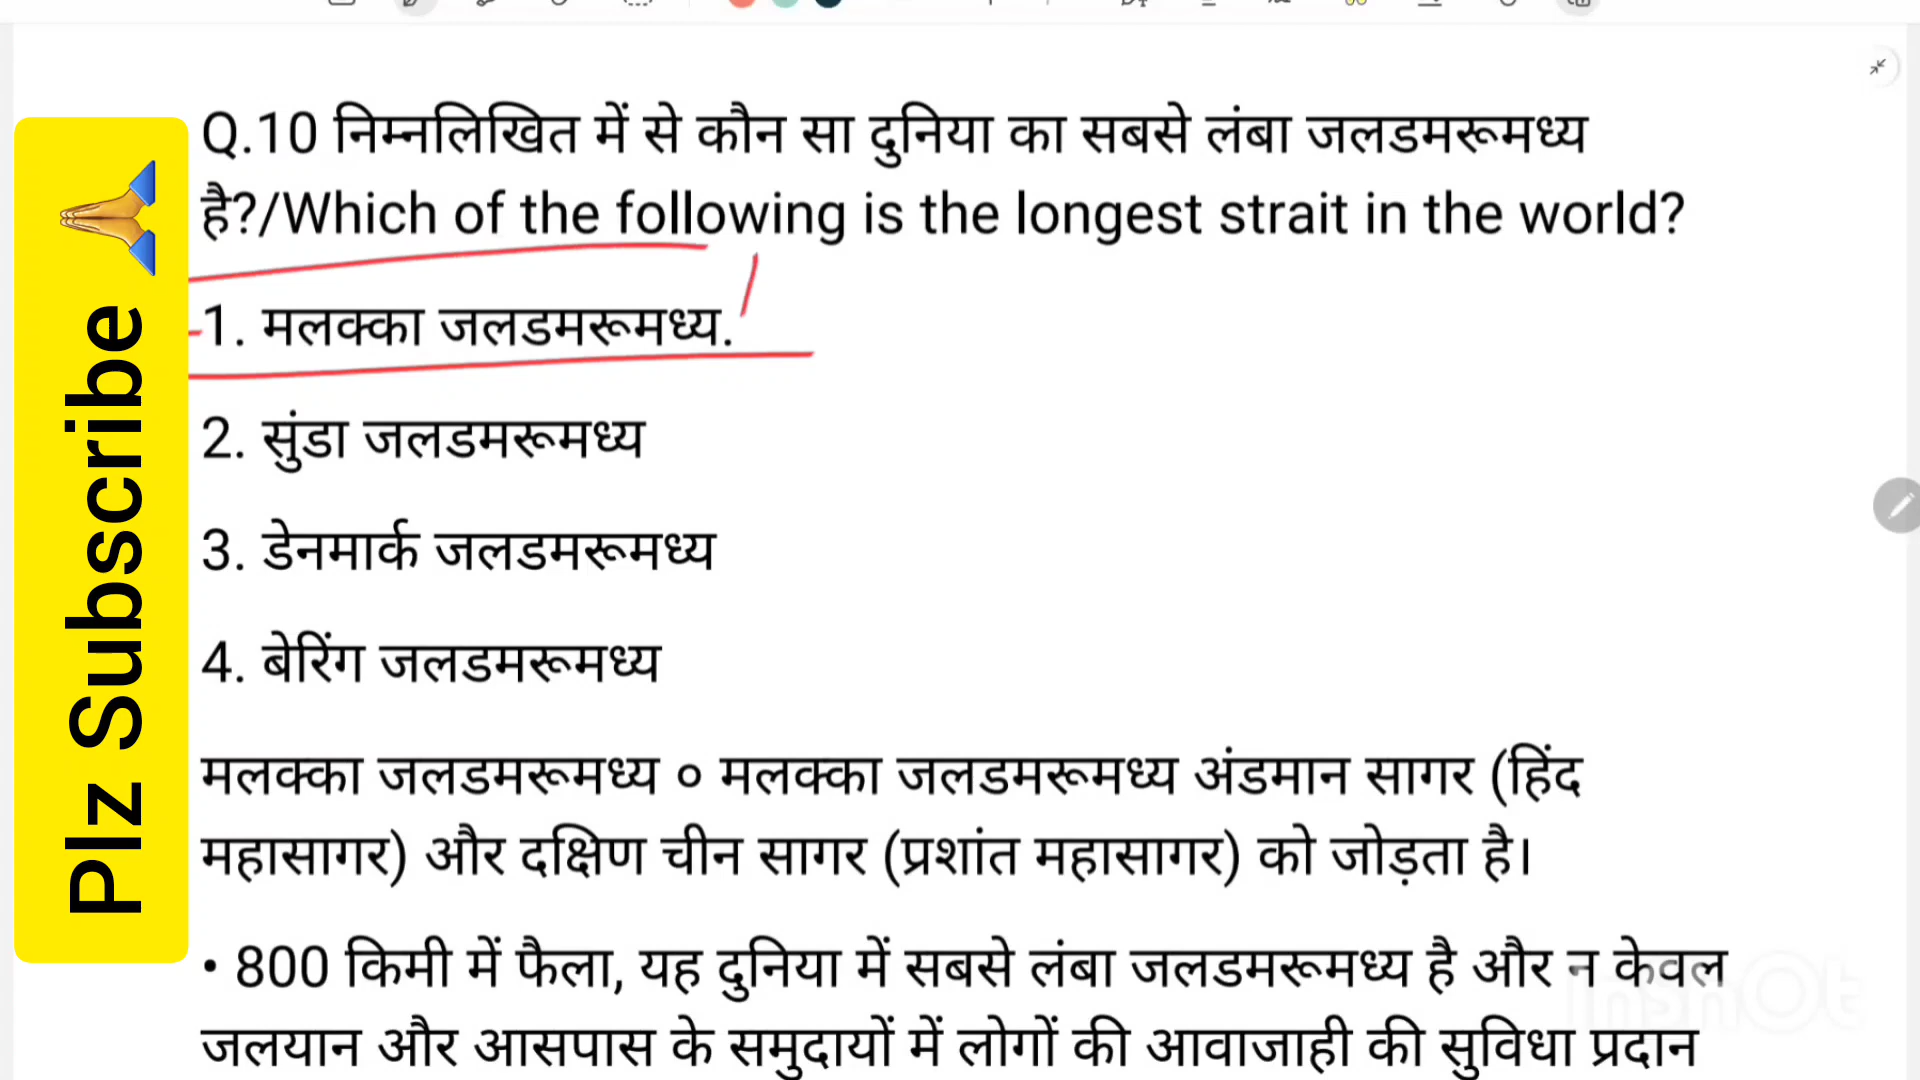 Plz Subscribe 🙏
Q.10 निम्नलिखित में से कौन सा दुनिया का सबसे लंबा जलडमरूमध्य
है?/Which of the following is the longest strait in the world?
1. मलक्का जलडमरूमध्य.
2. सुंडा जलडमरूमध्य
3. डेनमार्क जलडमरूमध्य
4. बेरिंग जलडमरूमध्य
मलक्का जलडमरूमध्य ० मलक्का जलडमरूमध्य अंडमान सागर (हिंद
महासागर) और दक्षिण चीन सागर (प्रशांत महासागर) को जोड़ता है।
• 800 किमी में फैला, यह दुनिया में सबसे लंबा जलडमरूमध्य है और न केवल
जलयान और आसपास के समुदायों में लोगों की आवाजाही की सुविधा प्रदान
InShOt